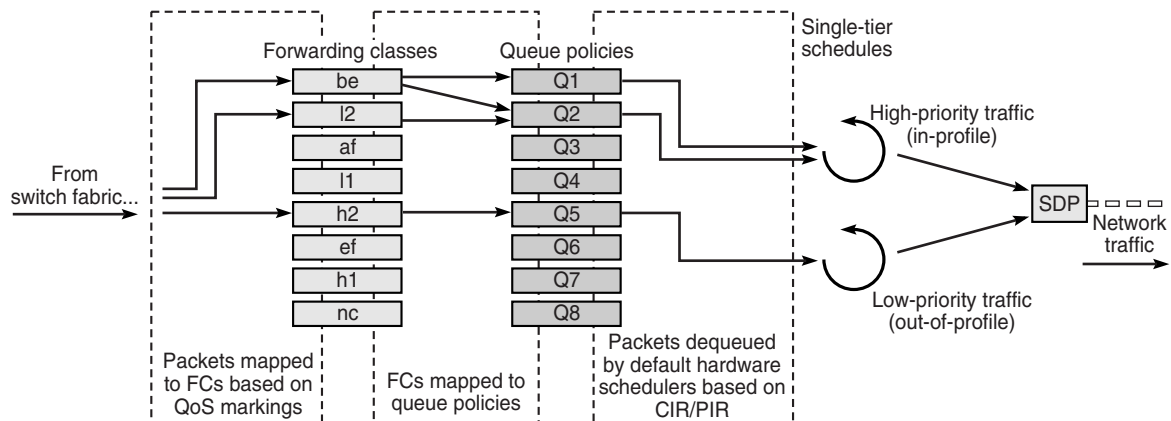 Single-tier
schedules
Forwarding classes
Queue policies
be
l2
af
l1
h2
ef
h1
nc
Q1
Q2
Q3
Q4
Q5
Q6
Q7
Q8
From
switch fabric...
High-priority traffic
(in-profile)
SDP
Network
traffic
Low-priority traffic
(out-of-profile)
Packets mapped
to FCs based on
QoS markings
FCs mapped to
queue policies
Packets dequeued
by default hardware
schedulers based on
CIR/PIR